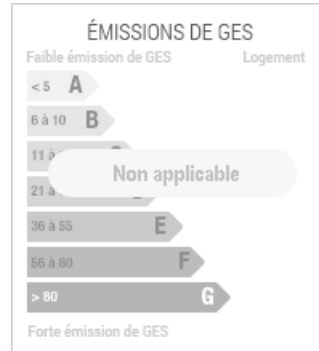 ÉMISSIONS DE GES
Faible émission de GES Logement
< 5 A
6 à 10 B
11 à
Non applicable
21 à
36 à 55 E
56 à 80 F
> 80 G
Forte émission de GES